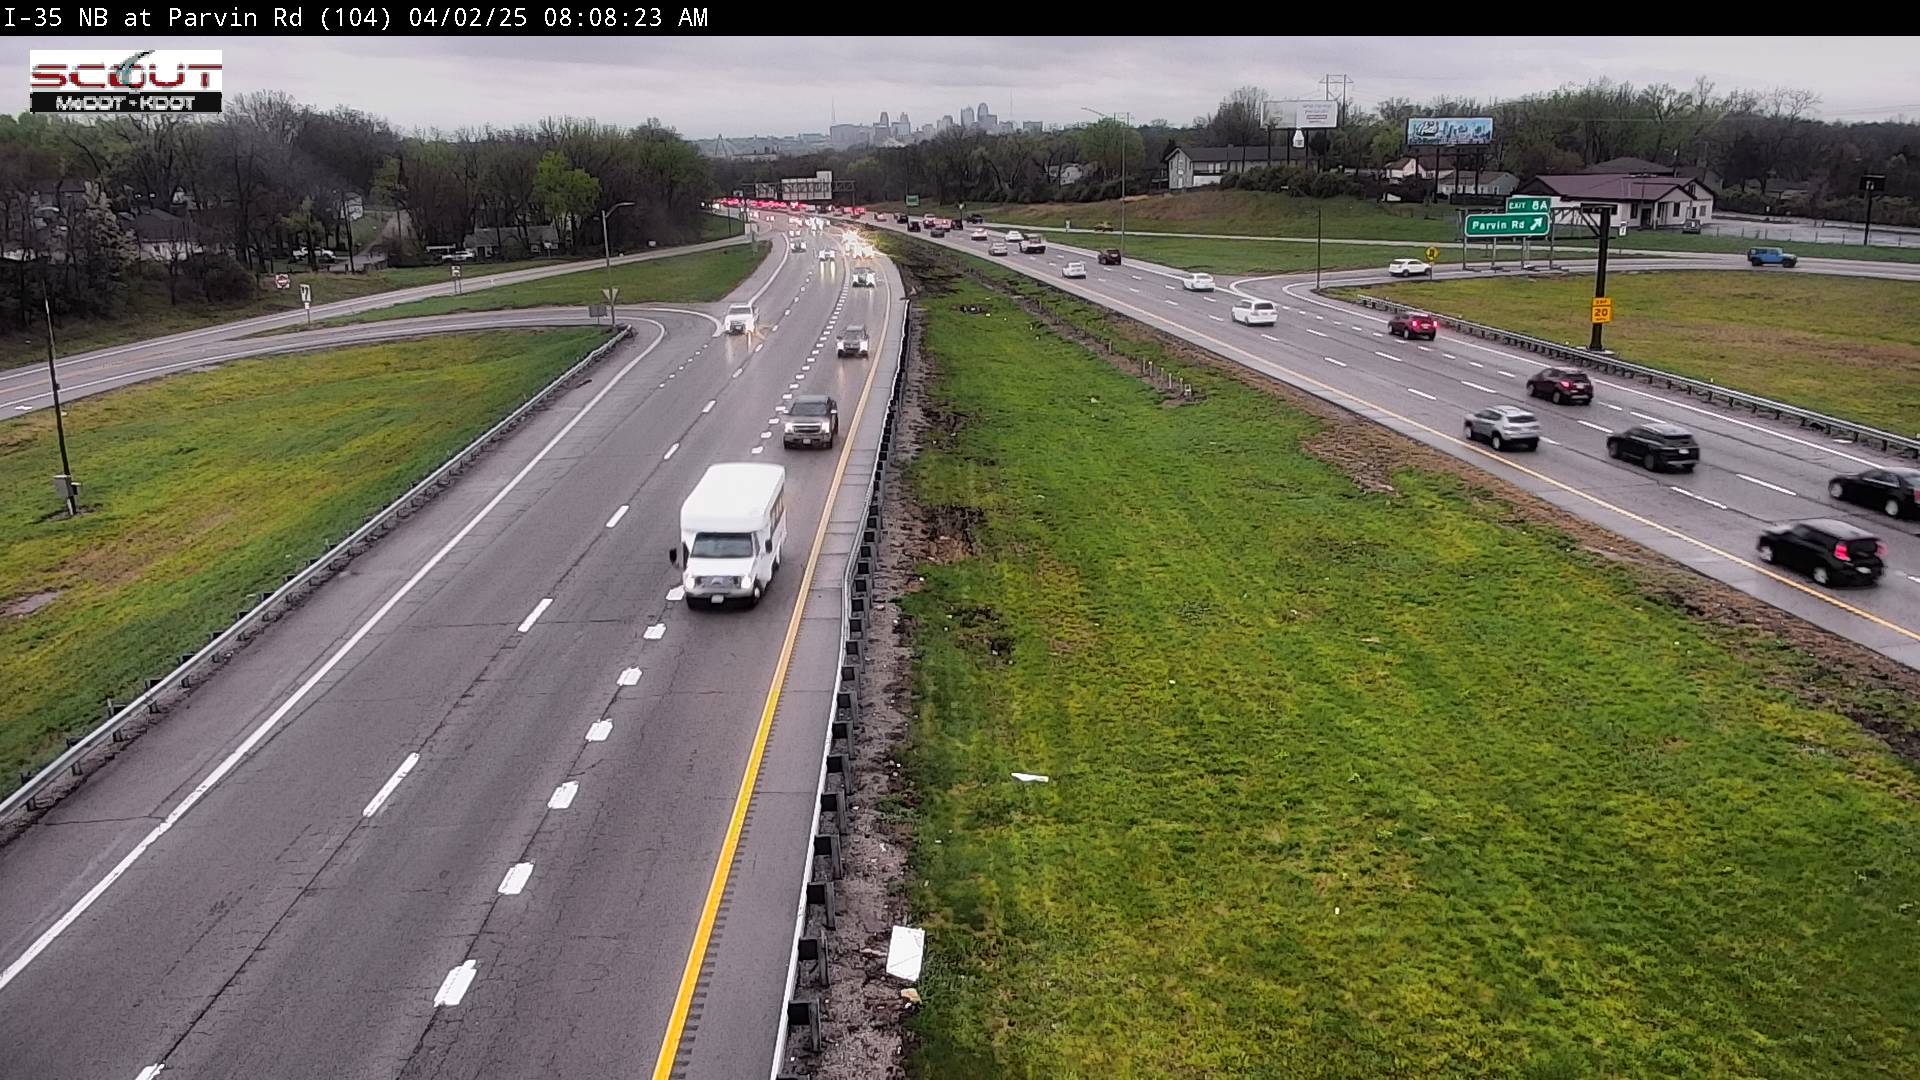 I-35 NB at Parvin Rd (104) 04/02/25 08:08:23 AM
SCOUT
MoDOT - KDOT
EXIT 8A
Parvin Rd
20